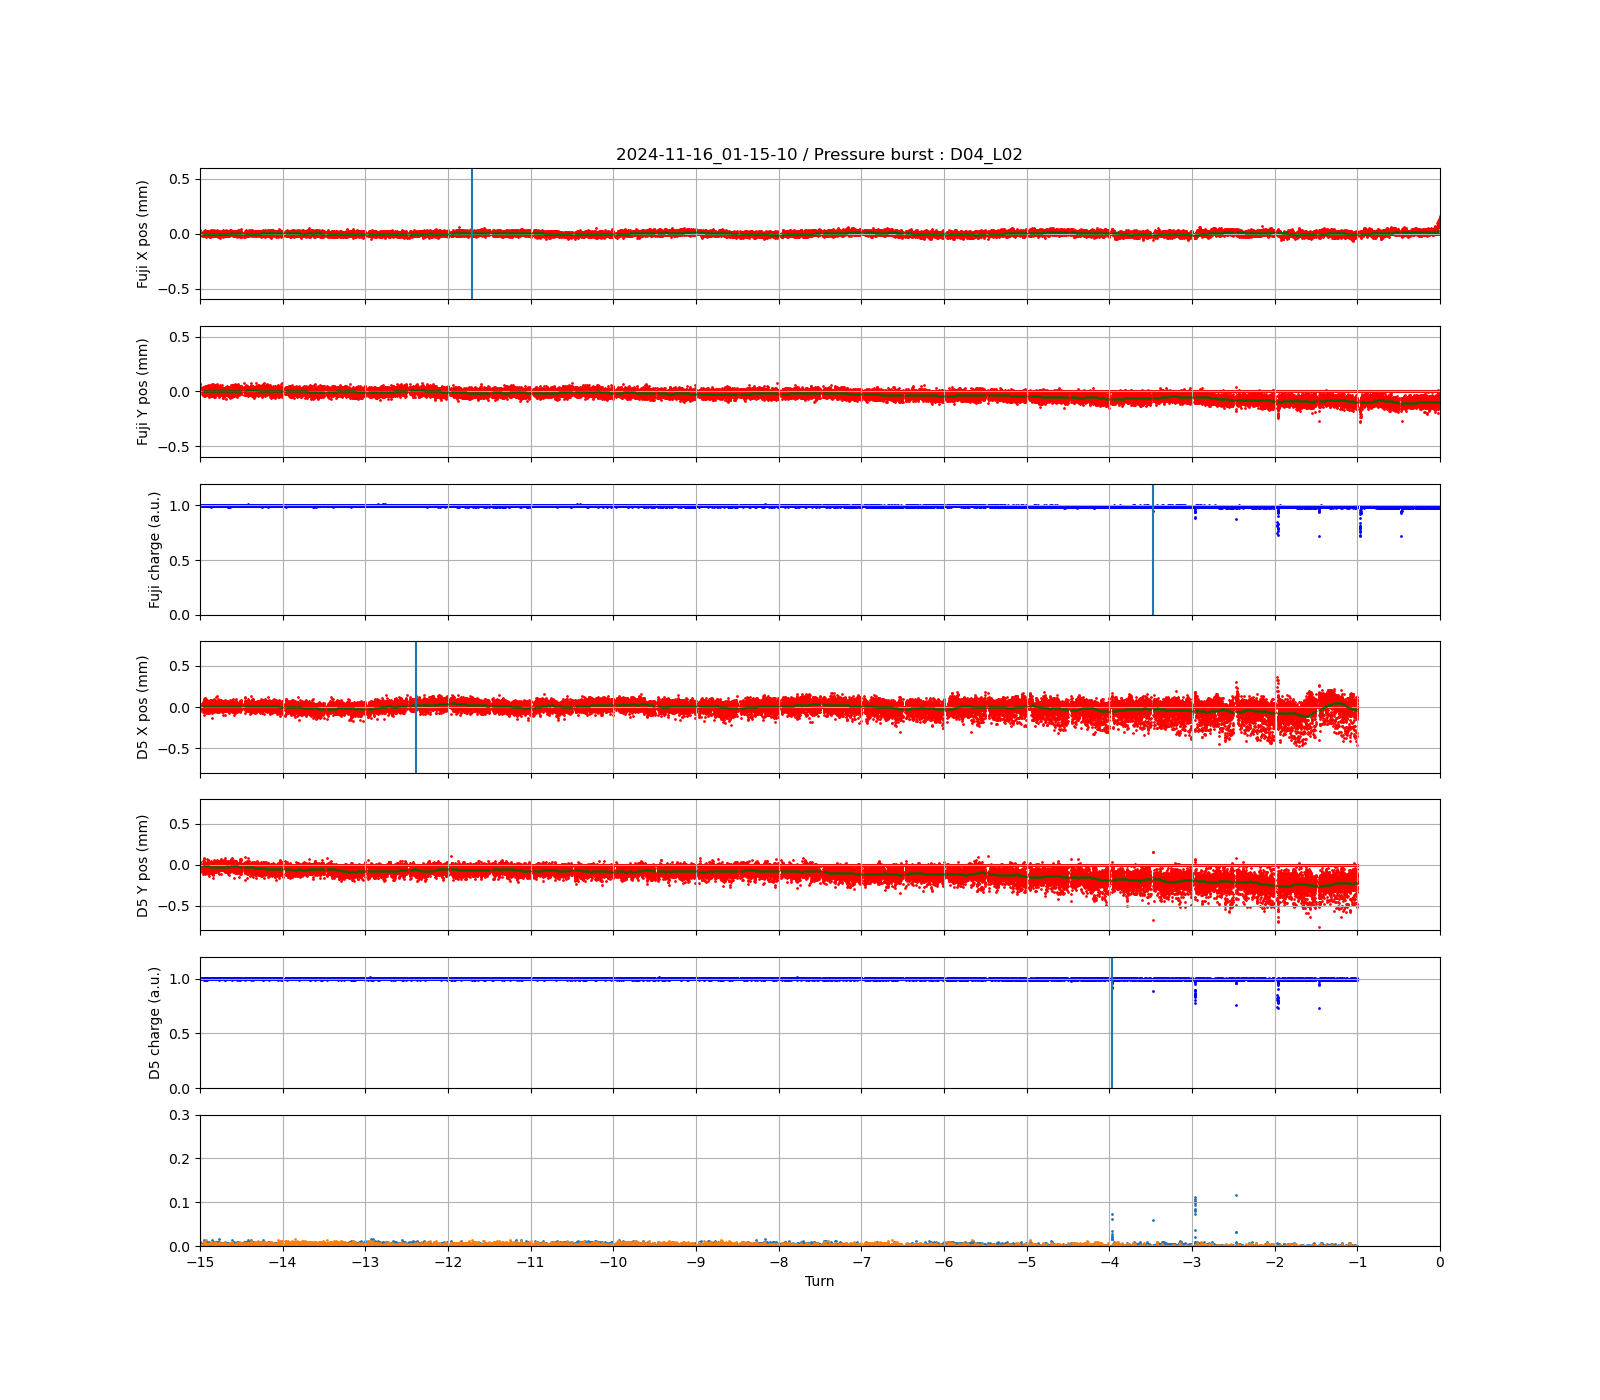 2024-11-16_01-15-10 / Pressure burst : D04_L02
0.5
0.0
−0.5
Fuji X pos (mm)
0.5
0.0
−0.5
Fuji Y pos (mm)
1.0
0.5
0.0
Fuji charge (a.u.)
0.5
0.0
−0.5
D5 X pos (mm)
0.5
0.0
−0.5
D5 Y pos (mm)
1.0
0.5
0.0
D5 charge (a.u.)
0.3
0.2
0.1
0.0
−15 −14 −13 −12 −11 −10 −9 −8 −7 −6 −5 −4 −3 −2 −1 0
Turn